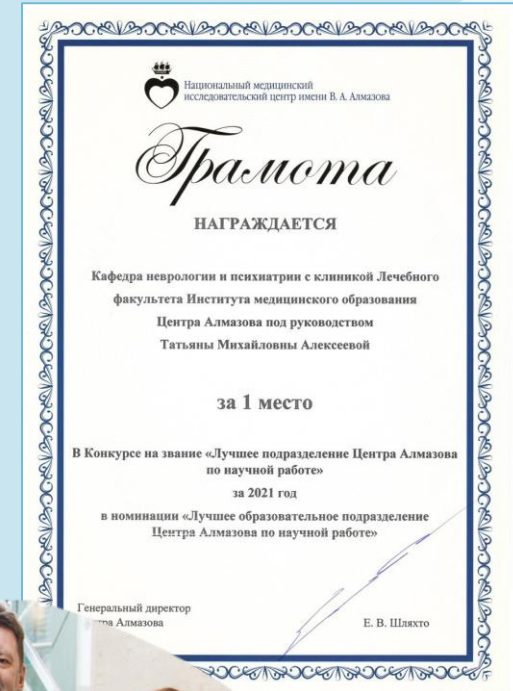 Национальный медицинский
исследовательский центр имени В. А. Алмазова
Грамота
НАГРАЖДАЕТСЯ
Кафедра неврологии и психиатрии с клиникой Лечебного
факультета Института медицинского образования
Центра Алмазова под руководством
Татьяны Михайловны Алексеевой
за 1 место
В Конкурсе на звание «Лучшее подразделение Центра Алмазова
по научной работе»
за 2021 год
в номинации «Лучшее образовательное подразделение
Центра Алмазова по научной работе»
Генеральный директор
тра Алмазова
Е. В. Шляхто